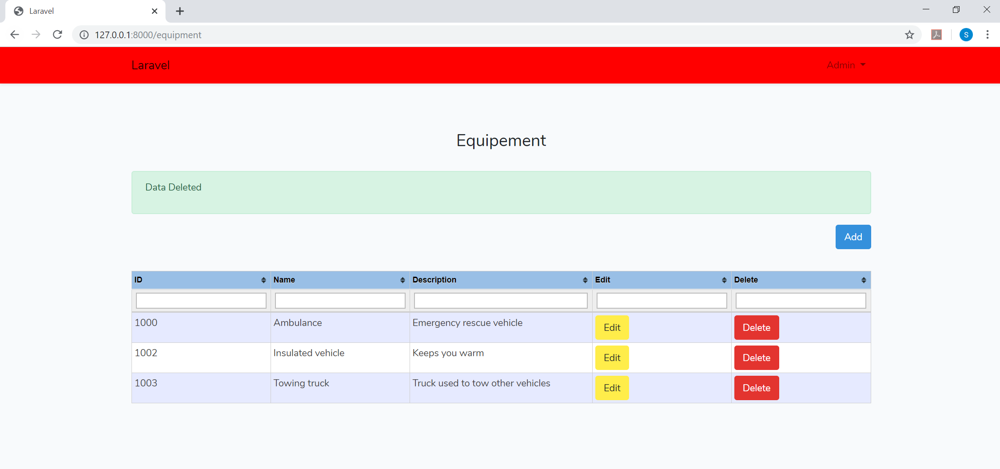 Laravel
127.0.0.1:8000/equipment
S
Laravel
Admin
Equipement
Data Deleted
Add
ID Name Description Edit Delete
1000 Ambulance Emergency rescue vehicle Edit Delete
1002 Insulated vehicle Keeps you warm Edit Delete
1003 Towing truck Truck used to tow other vehicles Edit Delete